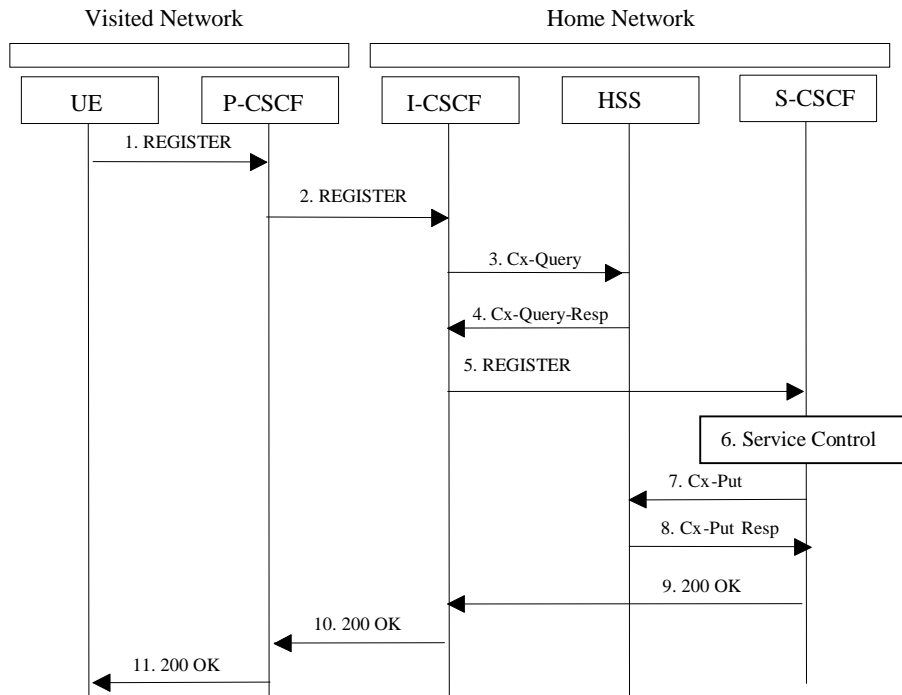 Visited Network
Home Network
UE
P-CSCF
I-CSCF
HSS
S-CSCF
1. REGISTER
2. REGISTER
3. Cx-Query
4. Cx-Query-Resp
5. REGISTER
6. Service Control
7. Cx-Put
8. Cx-Put Resp
9. 200 OK
10. 200 OK
11. 200 OK